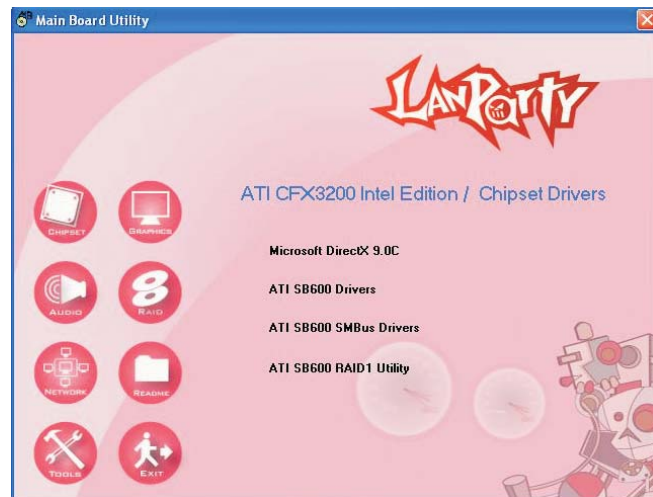 Main Board Utility
LANPARTY
ATI CFX3200 Intel Edition / Chipset Drivers
CHIPSET
GRAPHICS
Microsoft DirectX 9.0C
ATI SB600 Drivers
AUDIO
RAID
ATI SB600 SMBus Drivers
ATI SB600 RAID1 Utility
NETWORK
README
TOOLS
EXIT